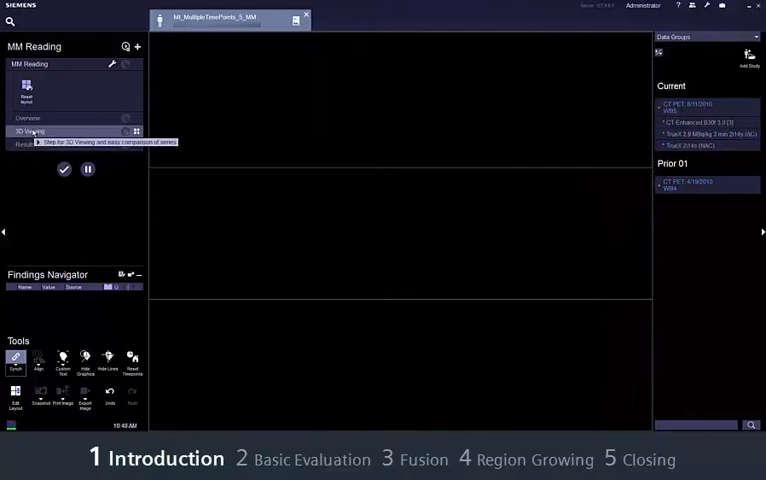 SIEMENS
Administrator
?
MI_MultipleTimePoints_5_MM
MM Reading
MM Reading
Reset
layout
Overview
3D Viewing
Step for 3D Viewing and easy comparison of series.
Findings Navigator
Name Value Source
Tools
Synch Align Custom Text Hide Graphics Hide Lines Reset Timepoints
Edit Layout Snapshot Print Image Export Image Undo Redo
10:48 AM
Data Groups
Add Study
Current
CT PET, 8/11/2010
WB5
CT Enhanced B30f 3.0 [3]
TrueX 2.9 MBq/kg 3 min 2i14s (AC)
TrueX 2i14s (NAC)
Prior 01
CT PET, 4/19/2010
WB4
1 Introduction 2 Basic Evaluation 3 Fusion 4 Region Growing 5 Closing